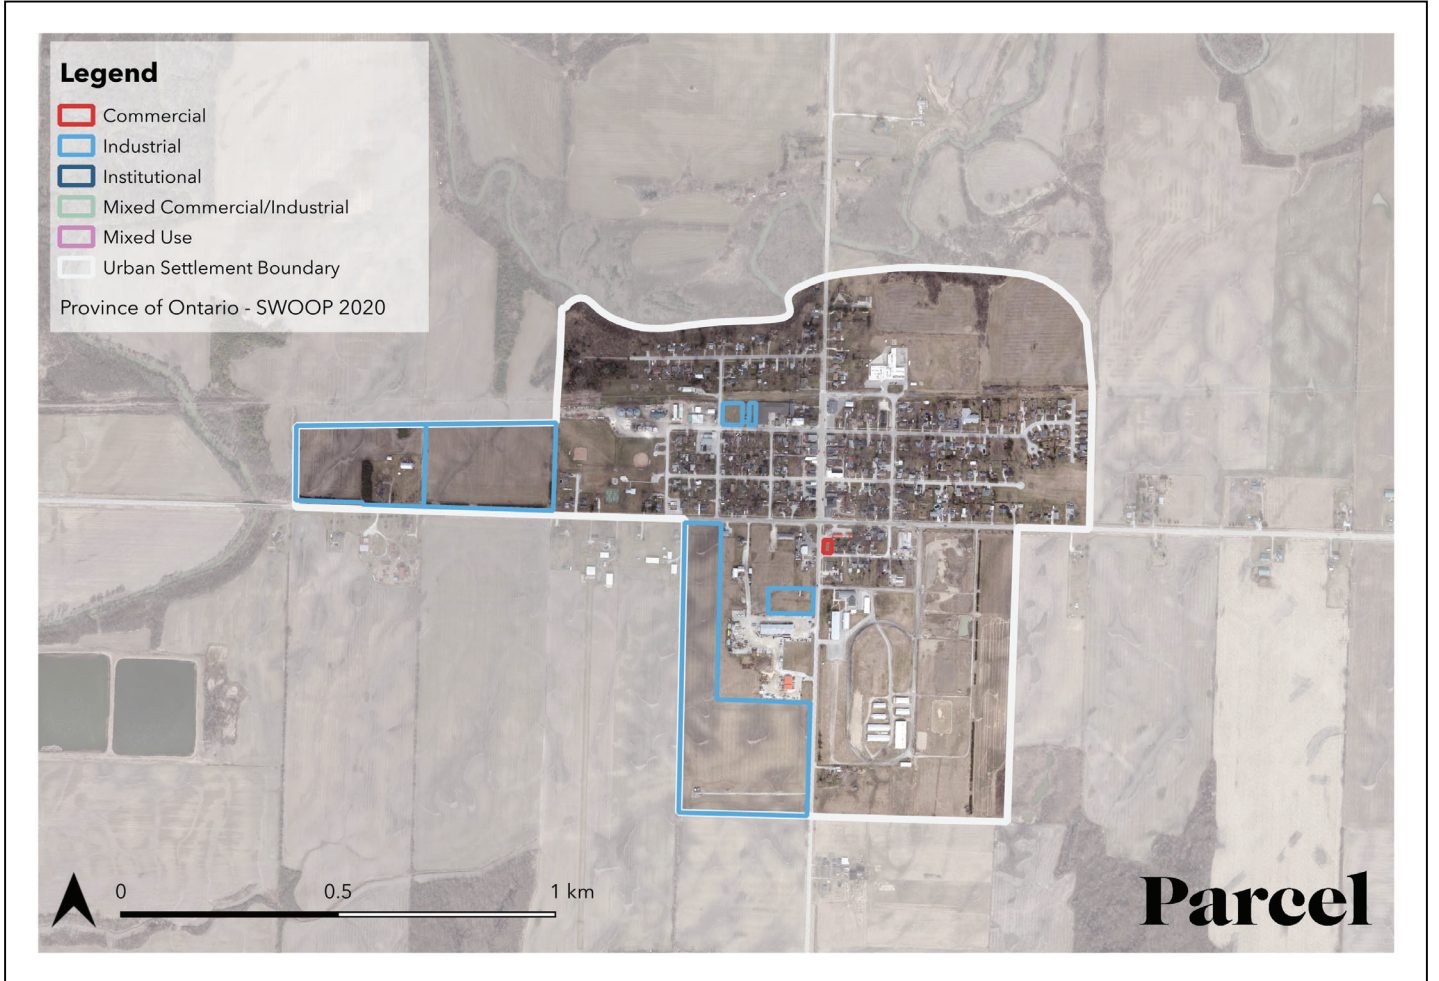 Legend
Commercial
Industrial
Institutional
Mixed Commercial/Industrial
Mixed Use
Urban Settlement Boundary
Province of Ontario - SWOOP 2020
0 0.5 1 km
Parcel